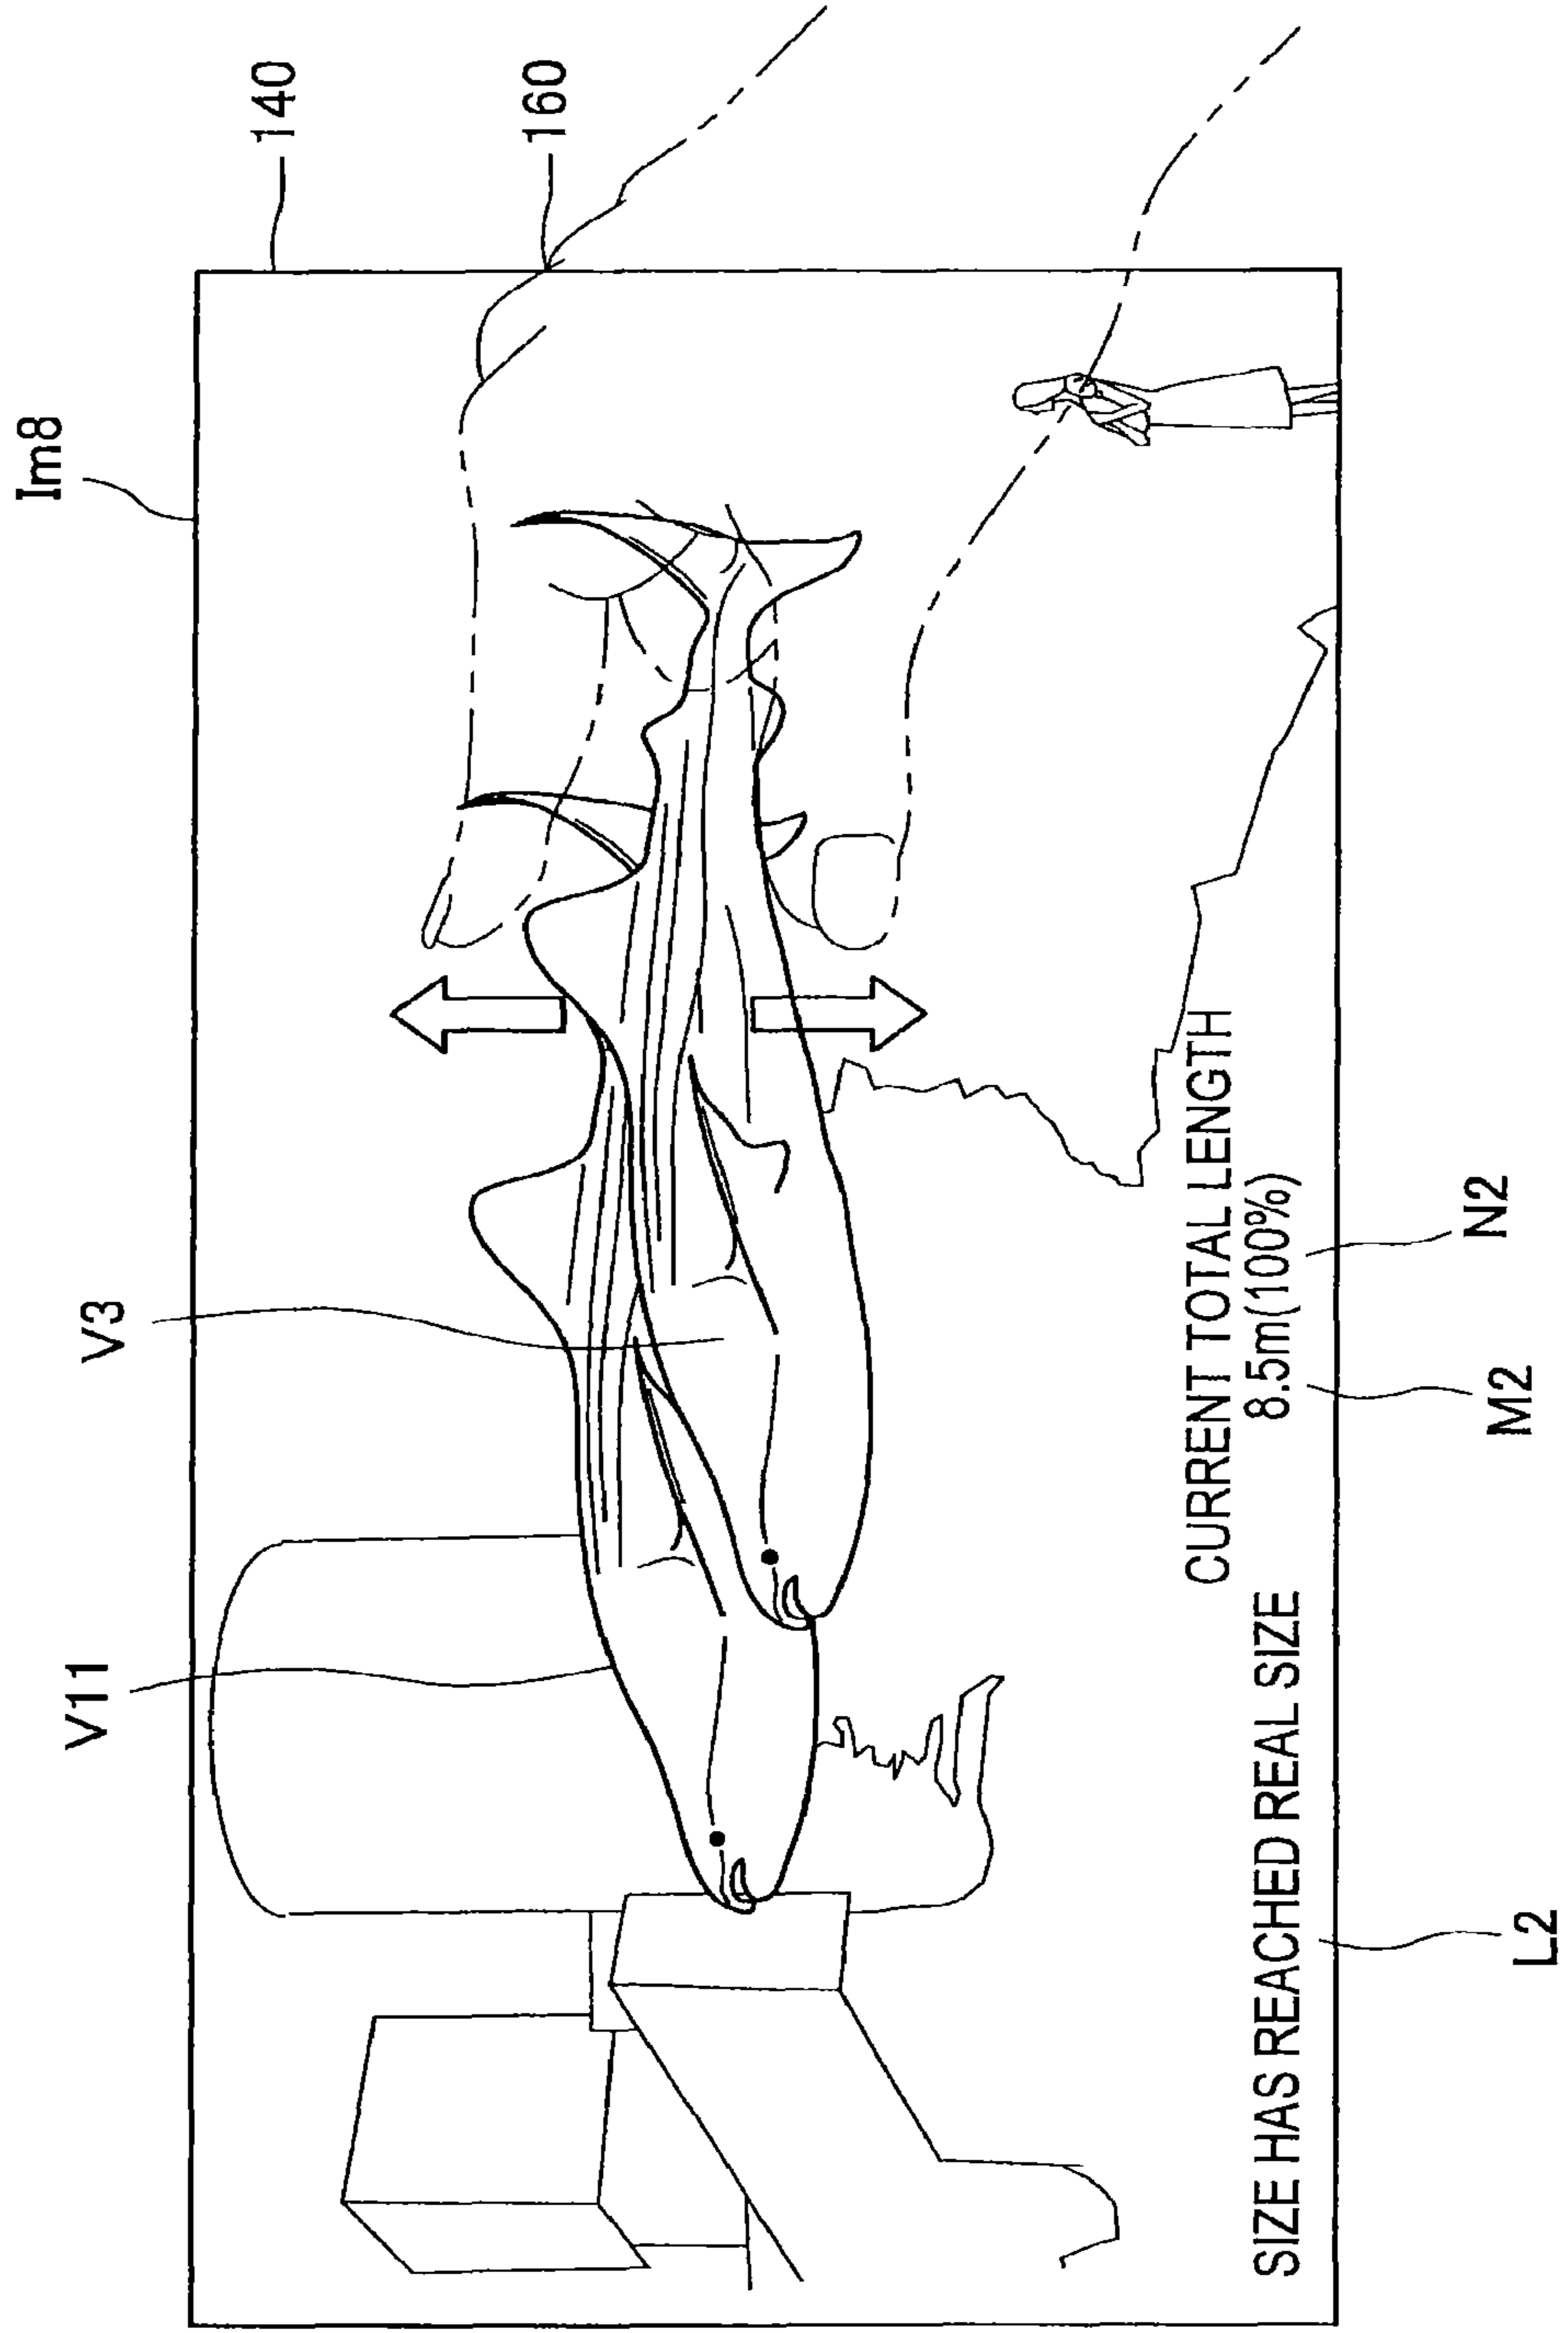 Im8
V11
V3
140
160
CURRENT TOTAL LENGTH
8.5m(100%)
SIZE HAS REACHED REAL SIZE
L2
M2
N2